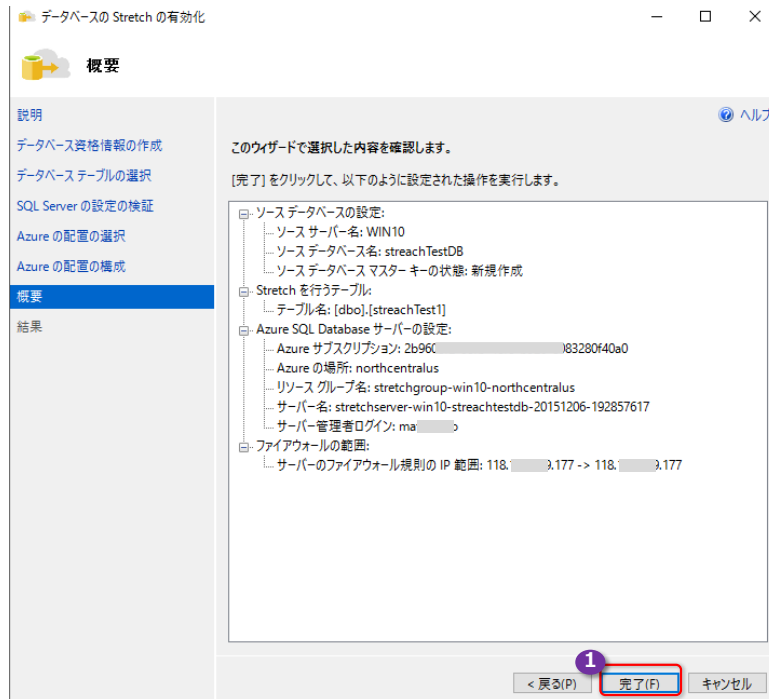 データベースの Stretch の有効化
概要
説明
データベース資格情報の作成
データベース テーブルの選択
SQL Server の設定の検証
Azure の配置の選択
Azure の配置の構成
概要
結果
ヘルプ
このウィザードで選択した内容を確認します。
[完了] をクリックして、以下のように設定された操作を実行します。
ソース データベースの設定:
ソース サーバー名: WIN10
ソース データベース名: streachTestDB
ソース データベース マスター キーの状態: 新規作成
Stretch を行うテーブル:
テーブル名: [dbo].[streachTest1]
Azure SQL Database サーバーの設定:
Azure サブスクリプション: 2b960 83280f40a0
Azure の場所: northcentralus
リソース グループ名: stretchgroup-win10-northcentralus
サーバー名: stretchserver-win10-streachtestdb-20151206-192857617
サーバー管理者ログイン: ma
ファイアウォールの範囲:
サーバーのファイアウォール規則の IP 範囲: 118. 9.177 -> 118. 9.177
1
< 戻る(P)
完了(F)
キャンセル